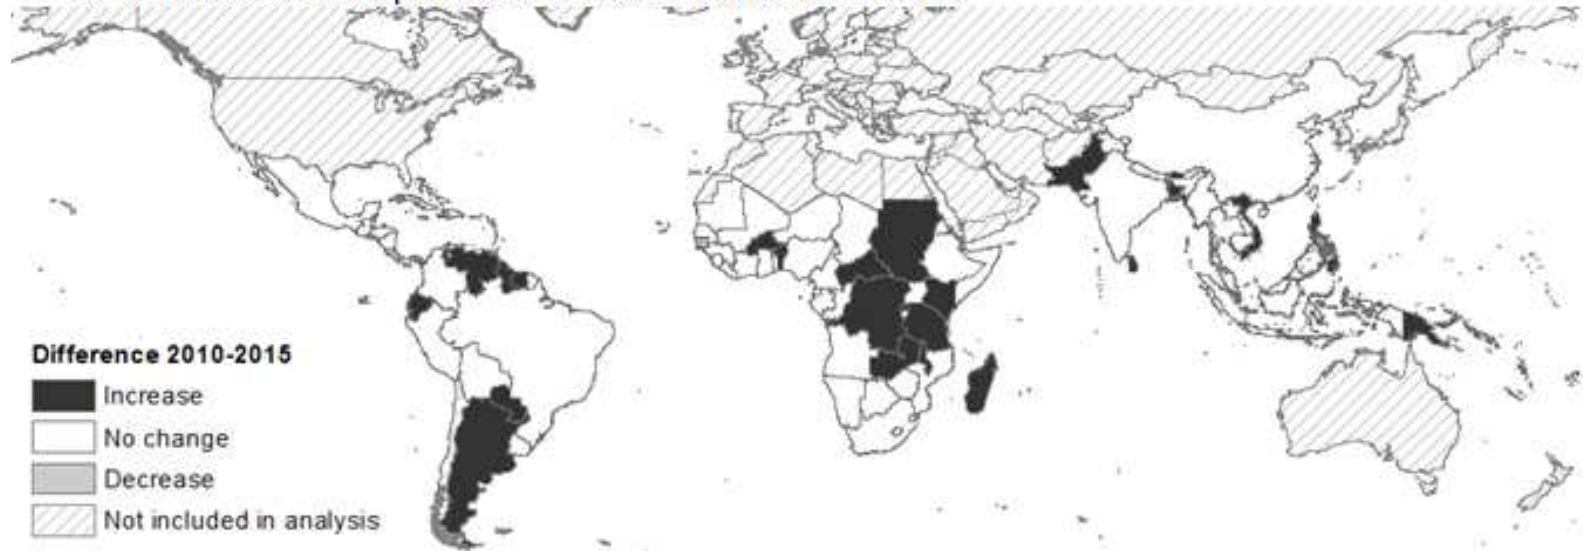 Difference 2010-2015
Increase
No change
Decrease
Not included in analysis